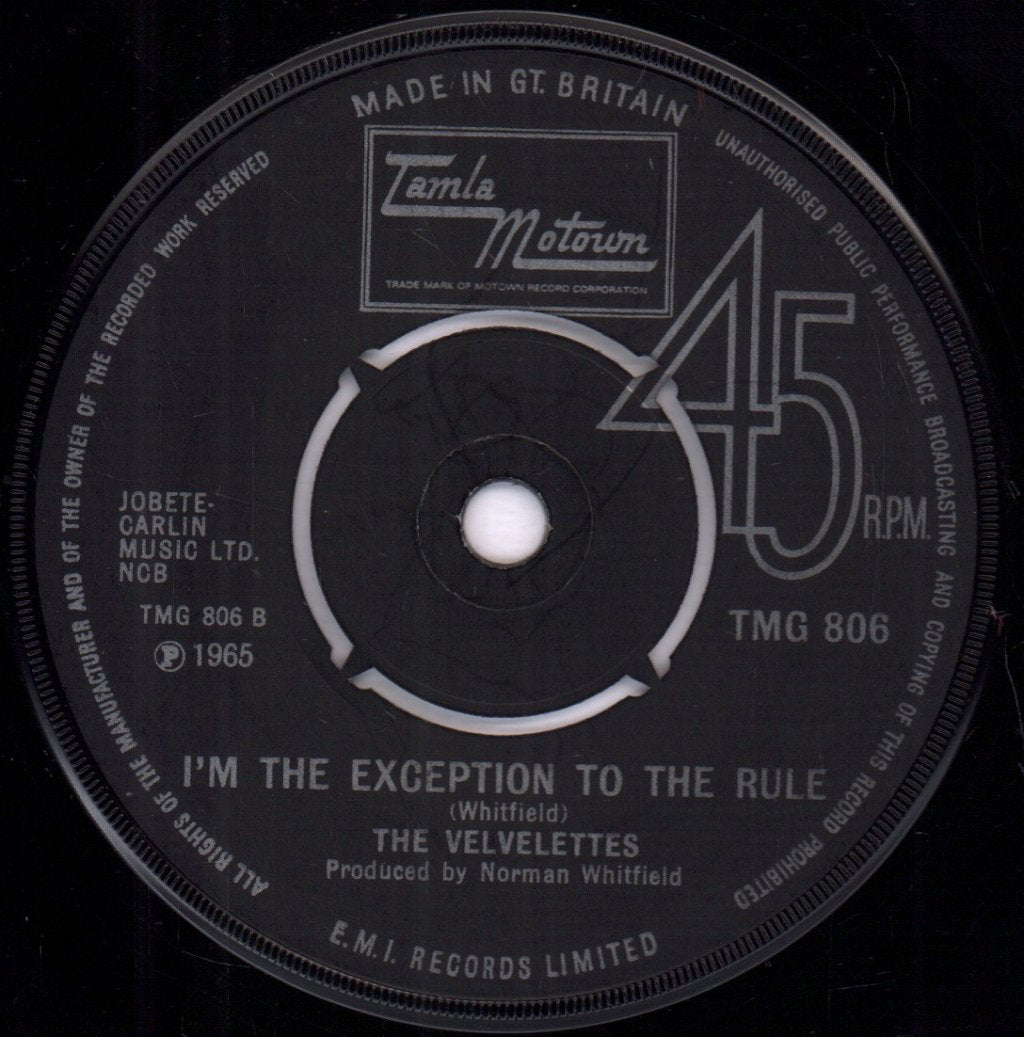 MADE IN GT. BRITAIN
Tamla
Motown
TRADE MARK OF MOTOWN RECORD CORPORATION
UNAUTHORISED PUBLIC PERFORMANCE BROADCASTING AND COPYING OF THIS RECORD PROHIBITED
ALL RIGHTS OF THE MANUFACTURER AND OF THE OWNER OF THE RECORDED WORK RESERVED
45
R.P.M.
JOBETE-
CARLIN
MUSIC LTD.
NCB
TMG 806 B
℗ 1965
TMG 806
I'M THE EXCEPTION TO THE RULE
(Whitfield)
THE VELVELETTES
Produced by Norman Whitfield
E.M.I. RECORDS LIMITED